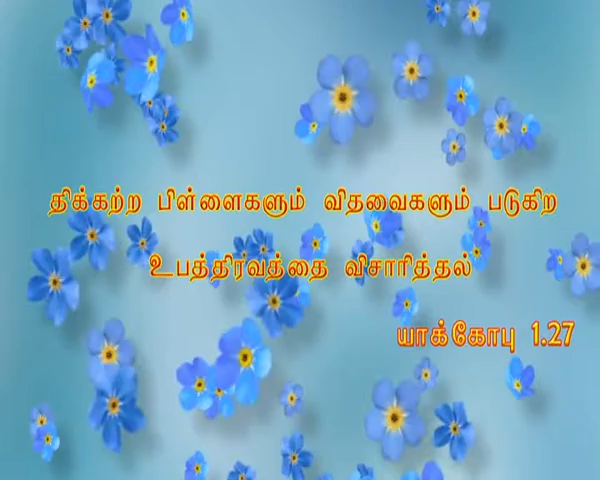 திக்கற்ற பிள்ளைகளும் விதவைகளும் படுகிற
உபத்திரவத்தை விசாரித்தல்
யாக்கோபு 1.27